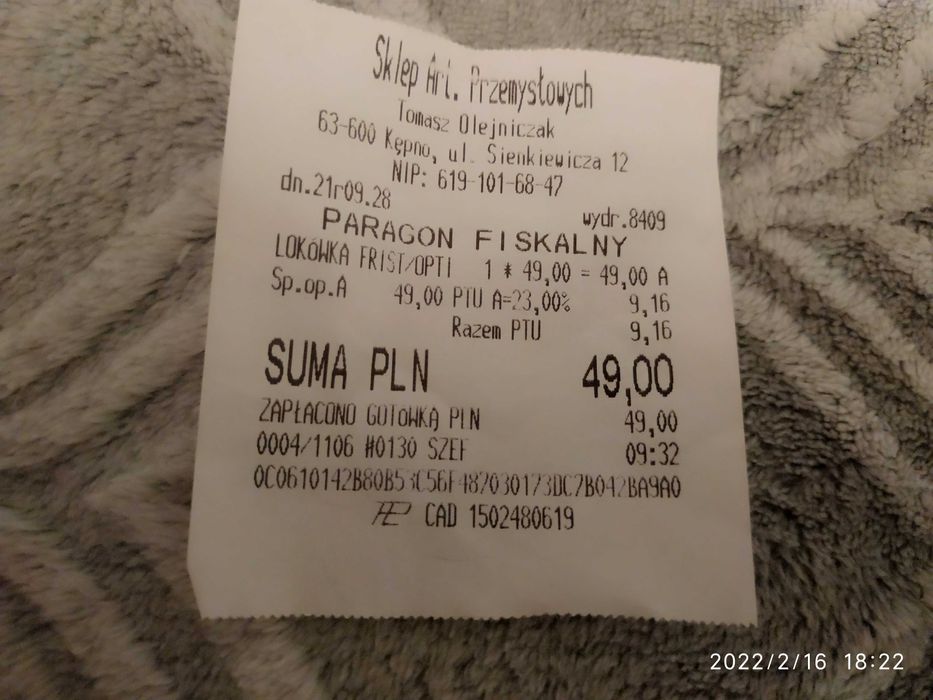 Sklep Art. Przemysłowych
Tomasz Olejniczak
63-600 Kępno, ul. Sienkiewicza 12
NIP: 619-101-68-47
dn.21r09.28 wydr.8409
PARAGON FISKALNY
LOKÓWKA FRIST/OPTI 1 * 49,00 = 49,00 A
Sp.op.A 49,00 PTU A=23,00% 9,16
Razem PTU 9,16
SUMA PLN 49,00
ZAPŁACONO GOTÓWKĄ PLN 49,00
0004/1106 #0130 SZEF 09:32
CAD 1502480619
2022/2/16 18:22